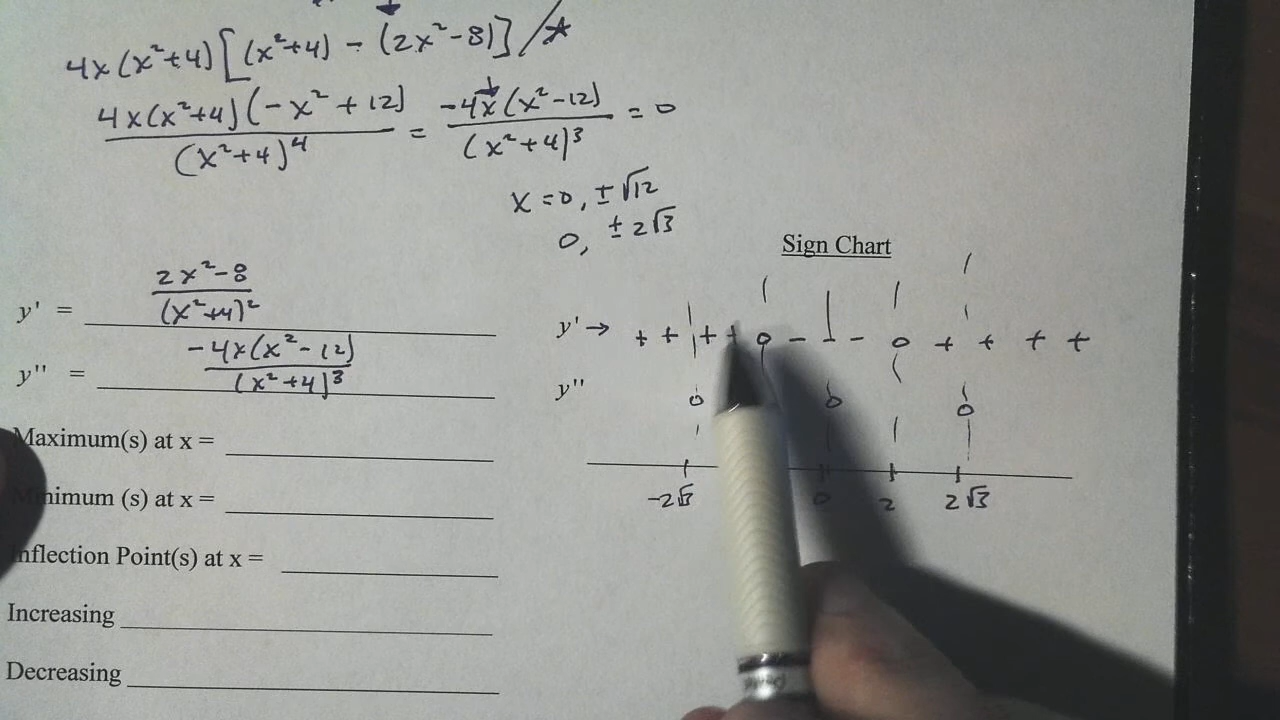 4x(x²+4)[(x²+4) - (2x²-8)]/
4x(x²+4)(-x²+12) / (x²+4)⁴ = -4x(x²-12) / (x²+4)³ = 0
x = 0, ±√12
0, ±2√3
Sign Chart
y' = 2x²-8 / (x²+4)²
y' → + + + + 0 - - 0 + + + +
y'' = -4x(x²-12) / (x²+4)³
y'' 0 0 0
-2√3 0 2 2√3
Maximum(s) at x =
Minimum (s) at x =
Inflection Point(s) at x =
Increasing
Decreasing